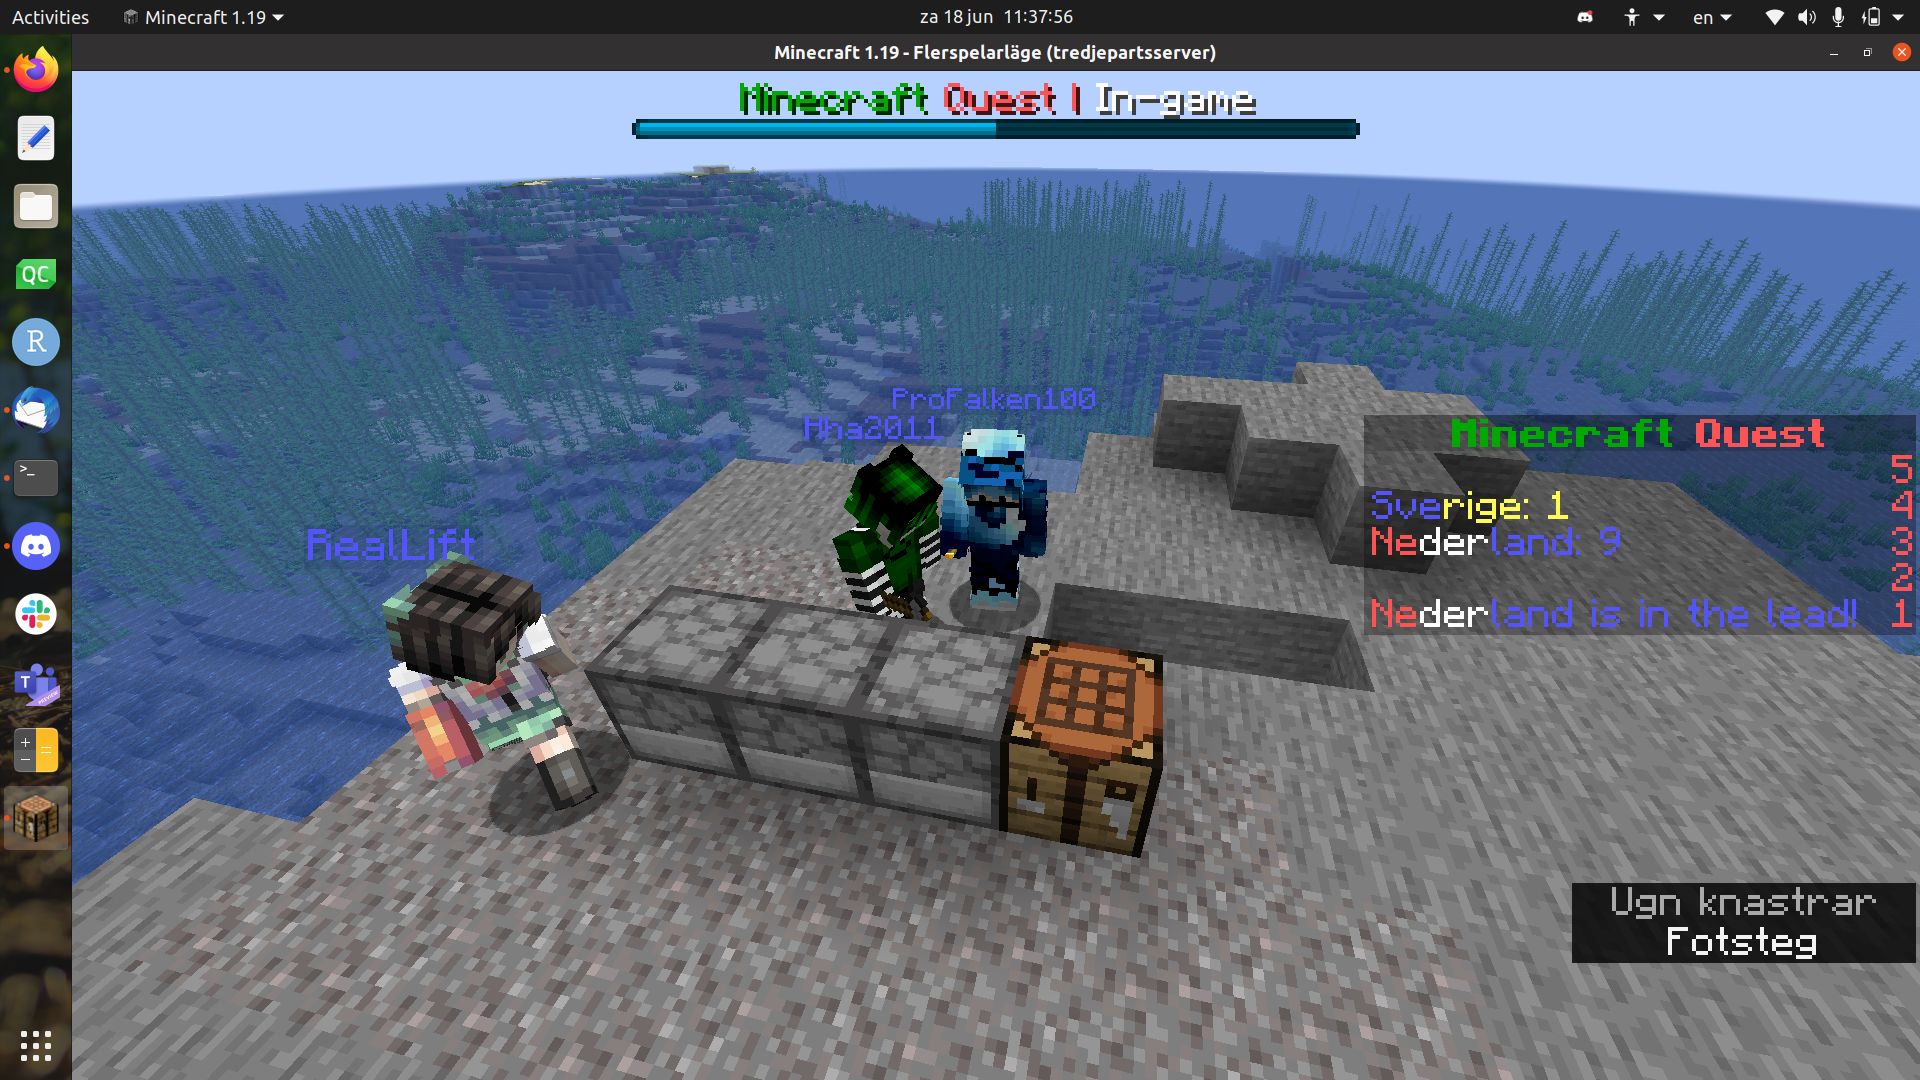 Activities
Minecraft 1.19
za 18 jun 11:37:56
en
Minecraft 1.19 - Flerspelarläge (tredjepartsserver)
Minecraft Quest | In-game
QC
R
>_
T
PREVIEW
ProFalken100
Hha2011
RealLift
Minecraft Quest
5
Sverige: 1 4
Nederland: 9 3
2
Nederland is in the lead! 1
Ugn knastrar
Fotsteg